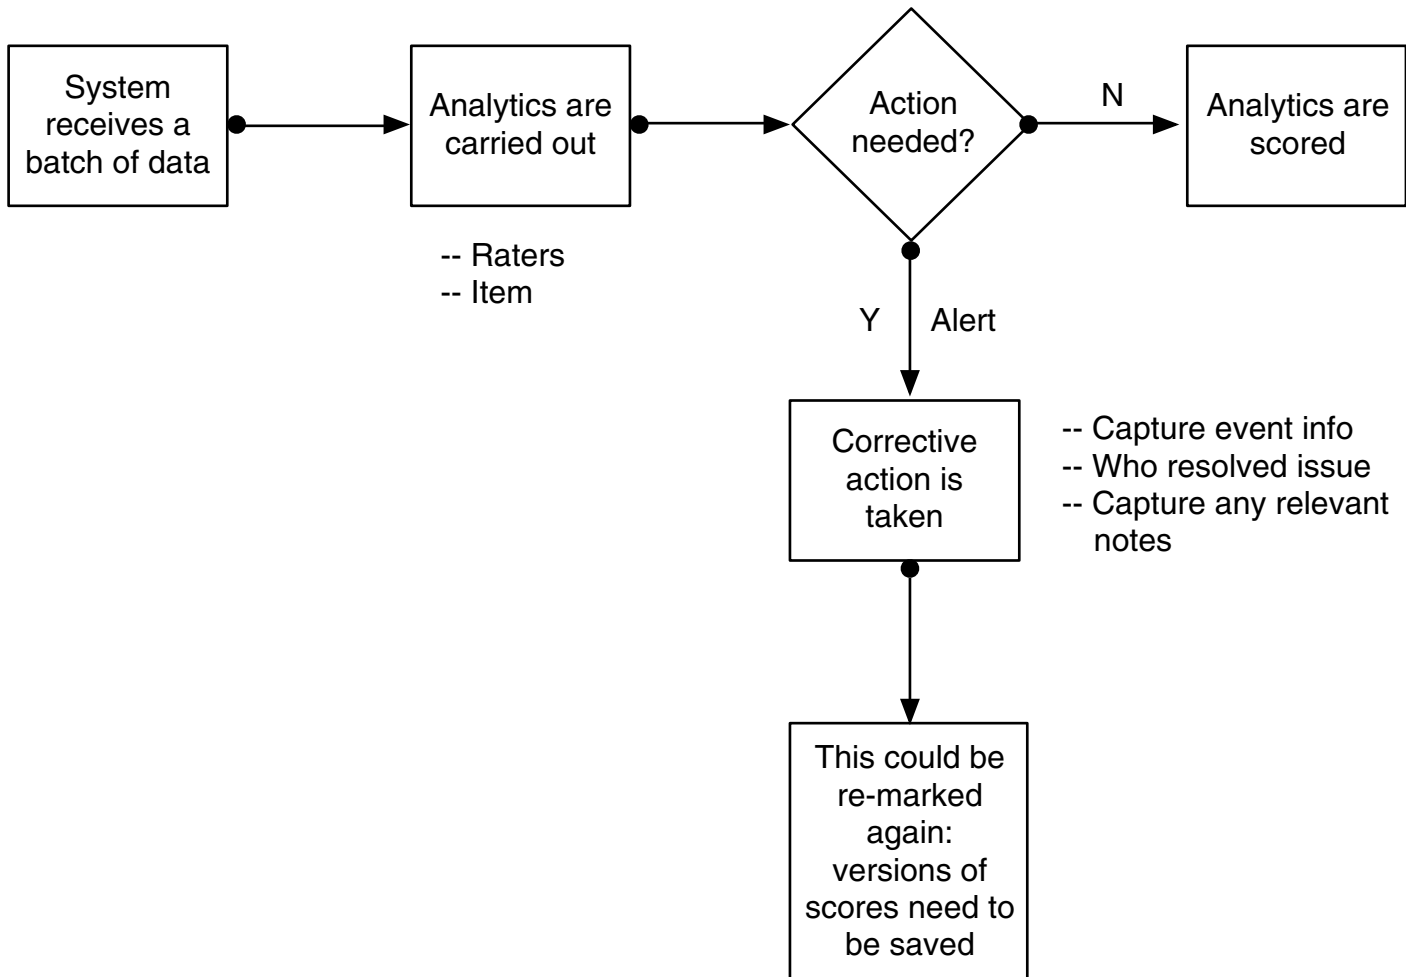 System
receives a
batch of data
Analytics are
carried out
-- Raters
-- Item
Action
needed?
N
Analytics are
scored
Y
Alert
Corrective
action is
taken
-- Capture event info
-- Who resolved issue
-- Capture any relevant
notes
This could be
re-marked
again:
versions of
scores need to
be saved